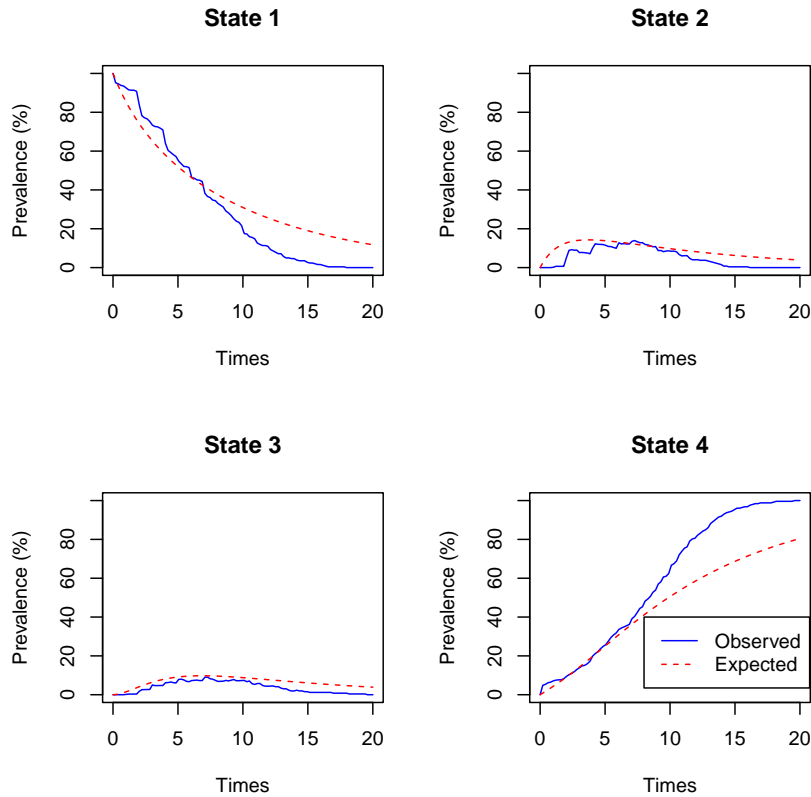 State 1
Prevalence (%)
0 20 40 60 80
0 5 10 15 20
Times
State 2
Prevalence (%)
0 20 40 60 80
0 5 10 15 20
Times
State 3
Prevalence (%)
0 20 40 60 80
0 5 10 15 20
Times
State 4
Prevalence (%)
0 20 40 60 80
0 5 10 15 20
Times
Observed
Expected